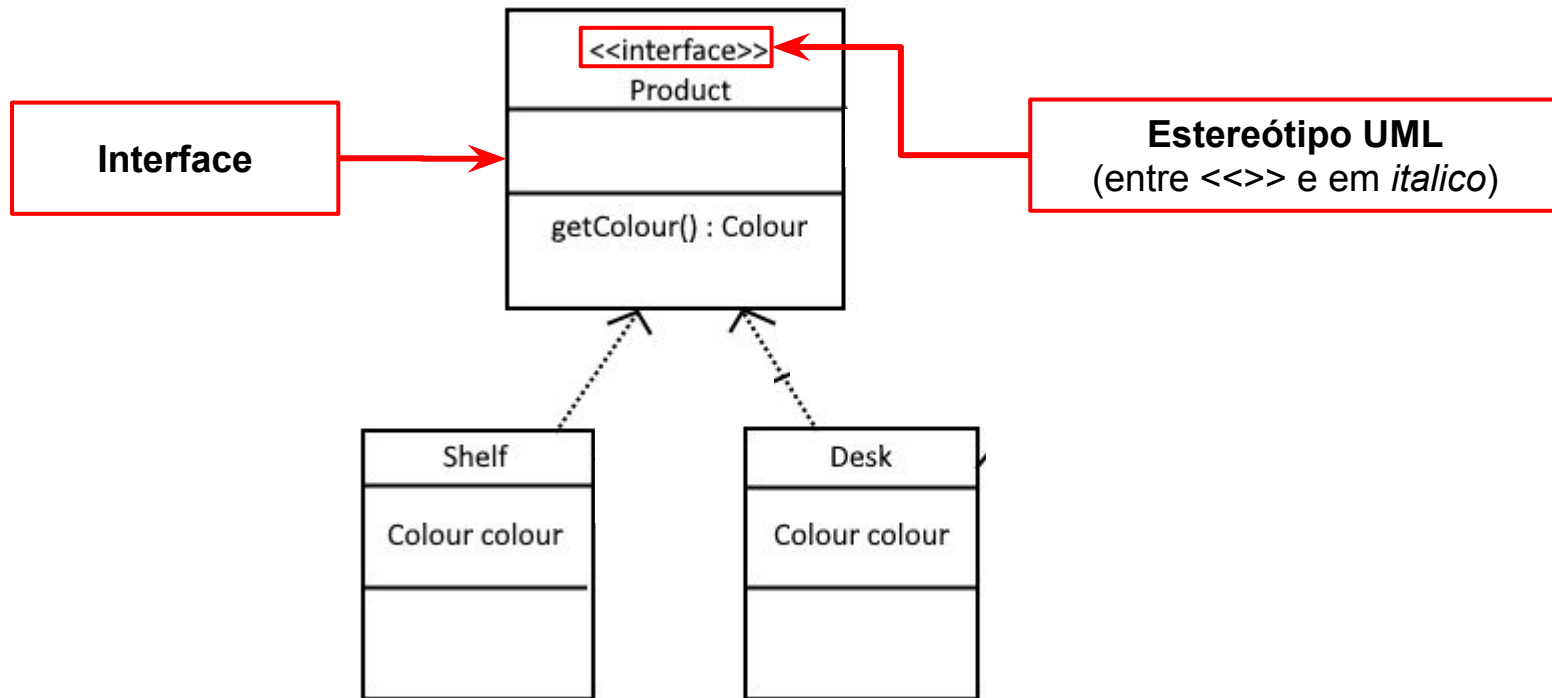 <<interface>>
Product
Interface
Estereótipo UML
(entre <<>> e em italico)
getColour() : Colour
Shelf
Desk
Colour colour
Colour colour